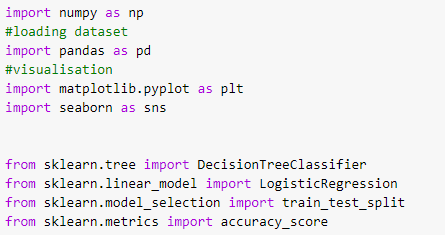 import numpy as np
#loading dataset
import pandas as pd
#visualisation
import matplotlib.pyplot as plt
import seaborn as sns
from sklearn.tree import DecisionTreeClassifier
from sklearn.linear_model import LogisticRegression
from sklearn.model_selection import train_test_split
from sklearn.metrics import accuracy_score